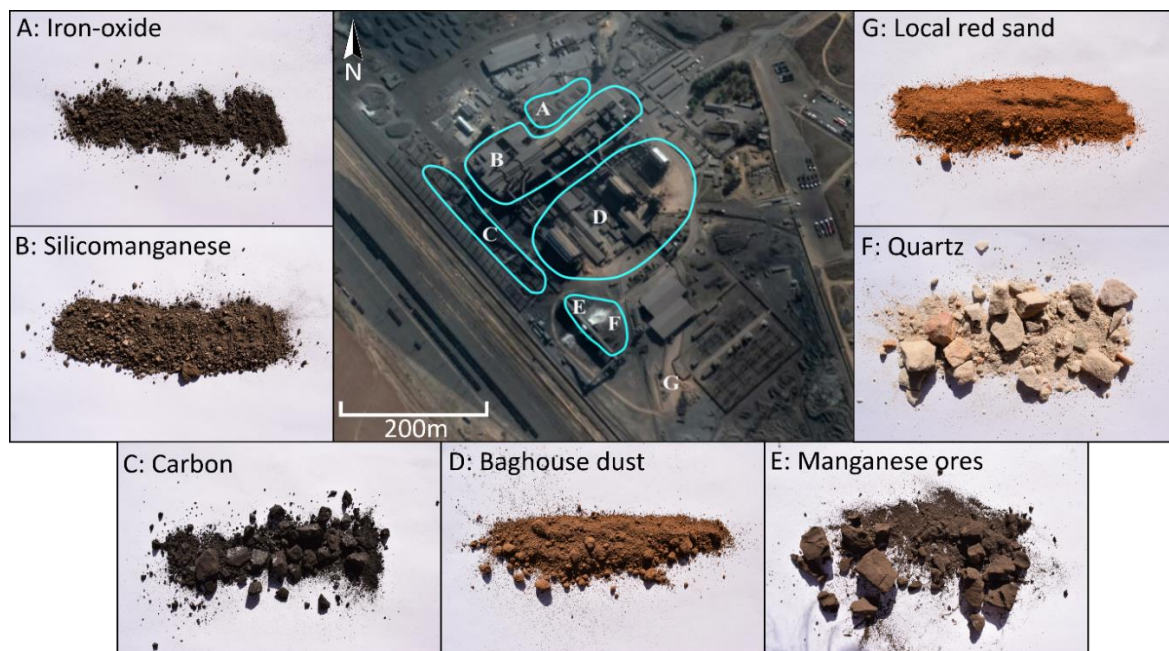 A: Iron-oxide
B: Silicomanganese
C: Carbon
D: Baghouse dust
E: Manganese ores
F: Quartz
G: Local red sand
N
A
B
C
D
E
F
G
200m